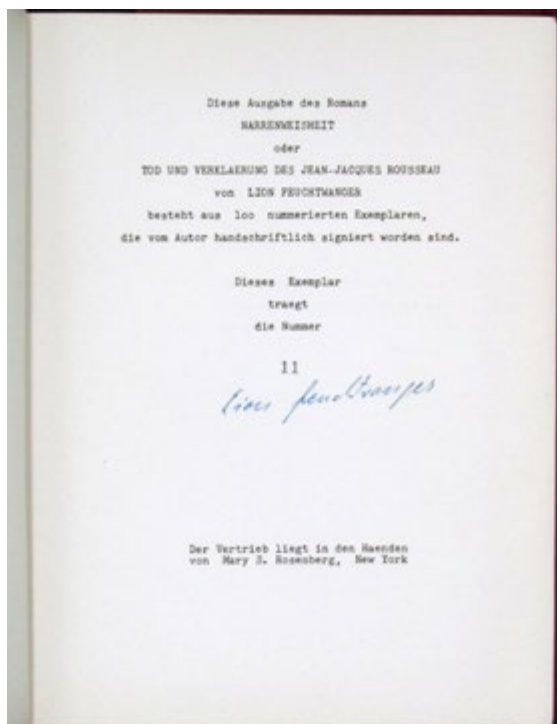 Diese Ausgabe des Romans
NARRENWEISHEIT
oder
TOD UND VERKLAERUNG DES JEAN-JACQUES ROUSSEAU
von LION FEUCHTWANGER
besteht aus 1oo nummerierten Exemplaren,
die vom Autor handschriftlich signiert worden sind.
Dieses Exemplar
traegt
die Nummer
11
Lion Feuchtwanger
Der Vertrieb liegt in den Haenden
von Mary S. Rosenberg, New York